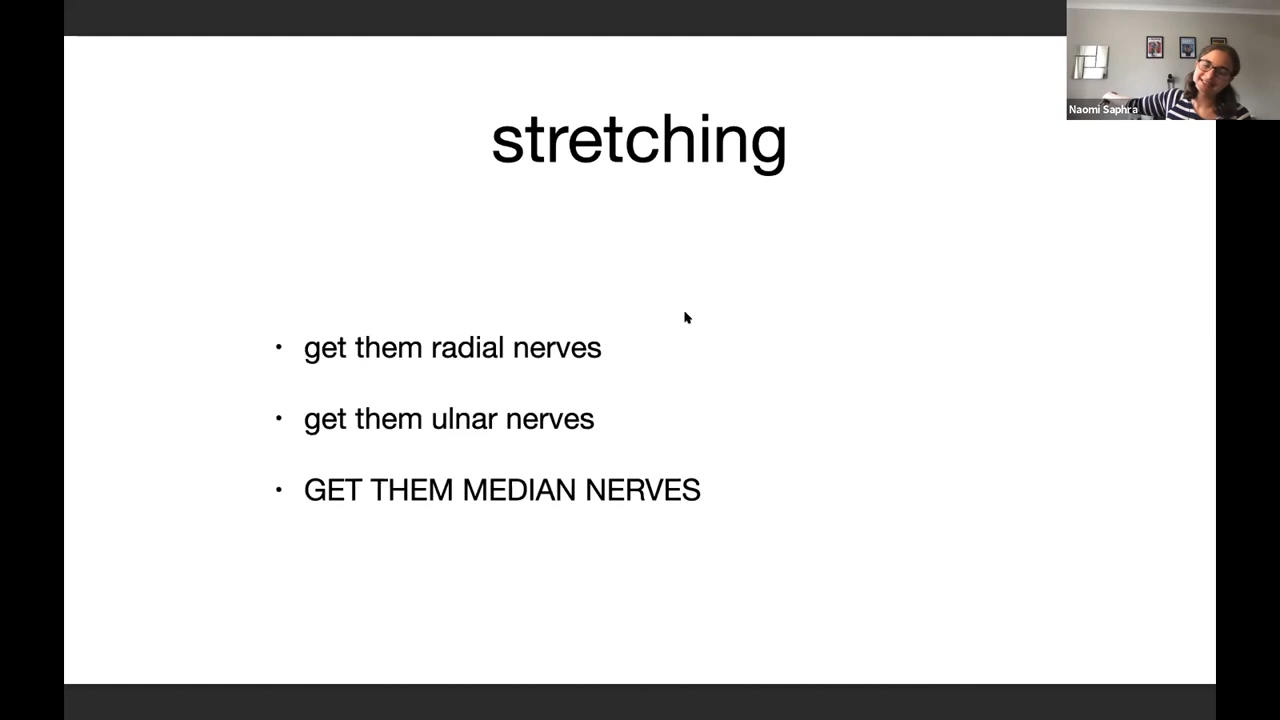 stretching
Naomi Saphra
• get them radial nerves
• get them ulnar nerves
• GET THEM MEDIAN NERVES